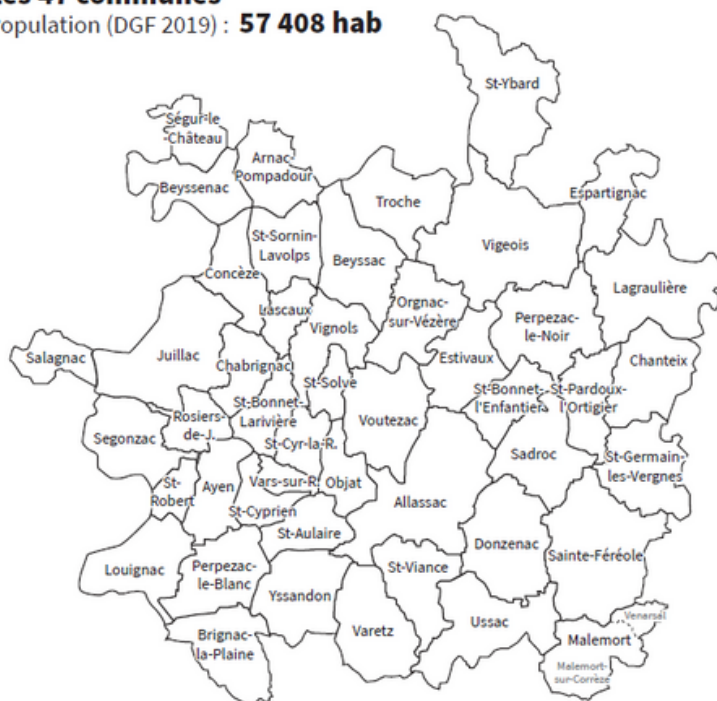 Les 47 communes
Population (DGF 2019) : 57 408 hab
St-Ybard
Ségur-le
-Château
Arnac-
Pompadour
Beyssenac
Troche
Espartignac
St-Sornin-
Lavolps
Vigeois
Beyssac
Concèze
Lagraulière
Lascaux
Orgnac-
sur-Vézère
Vignols
Perpezac-
le-Noir
Salagnac
Juillac
Chabrignac
Estivaux
Chanteix
St-Solve
St-Bonnet-
l'Enfantier
St-Pardoux-
l'Ortigier
St-Bonnet-
Larivière
Rosiers-
de-J.
Voutezac
Segonzac
St-Cyr-la-R.
Sadroc
St-Germain-
les-Vergnes
St-
Robert
Ayen
Vars-sur-R.
Objat
Allassac
St-Cyprien
St-Aulaire
Donzenac
Sainte-Féréole
Louignac
Perpezac-
le-Blanc
St-Viance
Yssandon
Ussac
Venarsal
Varetz
Malemort
Brignac-
la-Plaine
Malemort-
sur-Corrèze